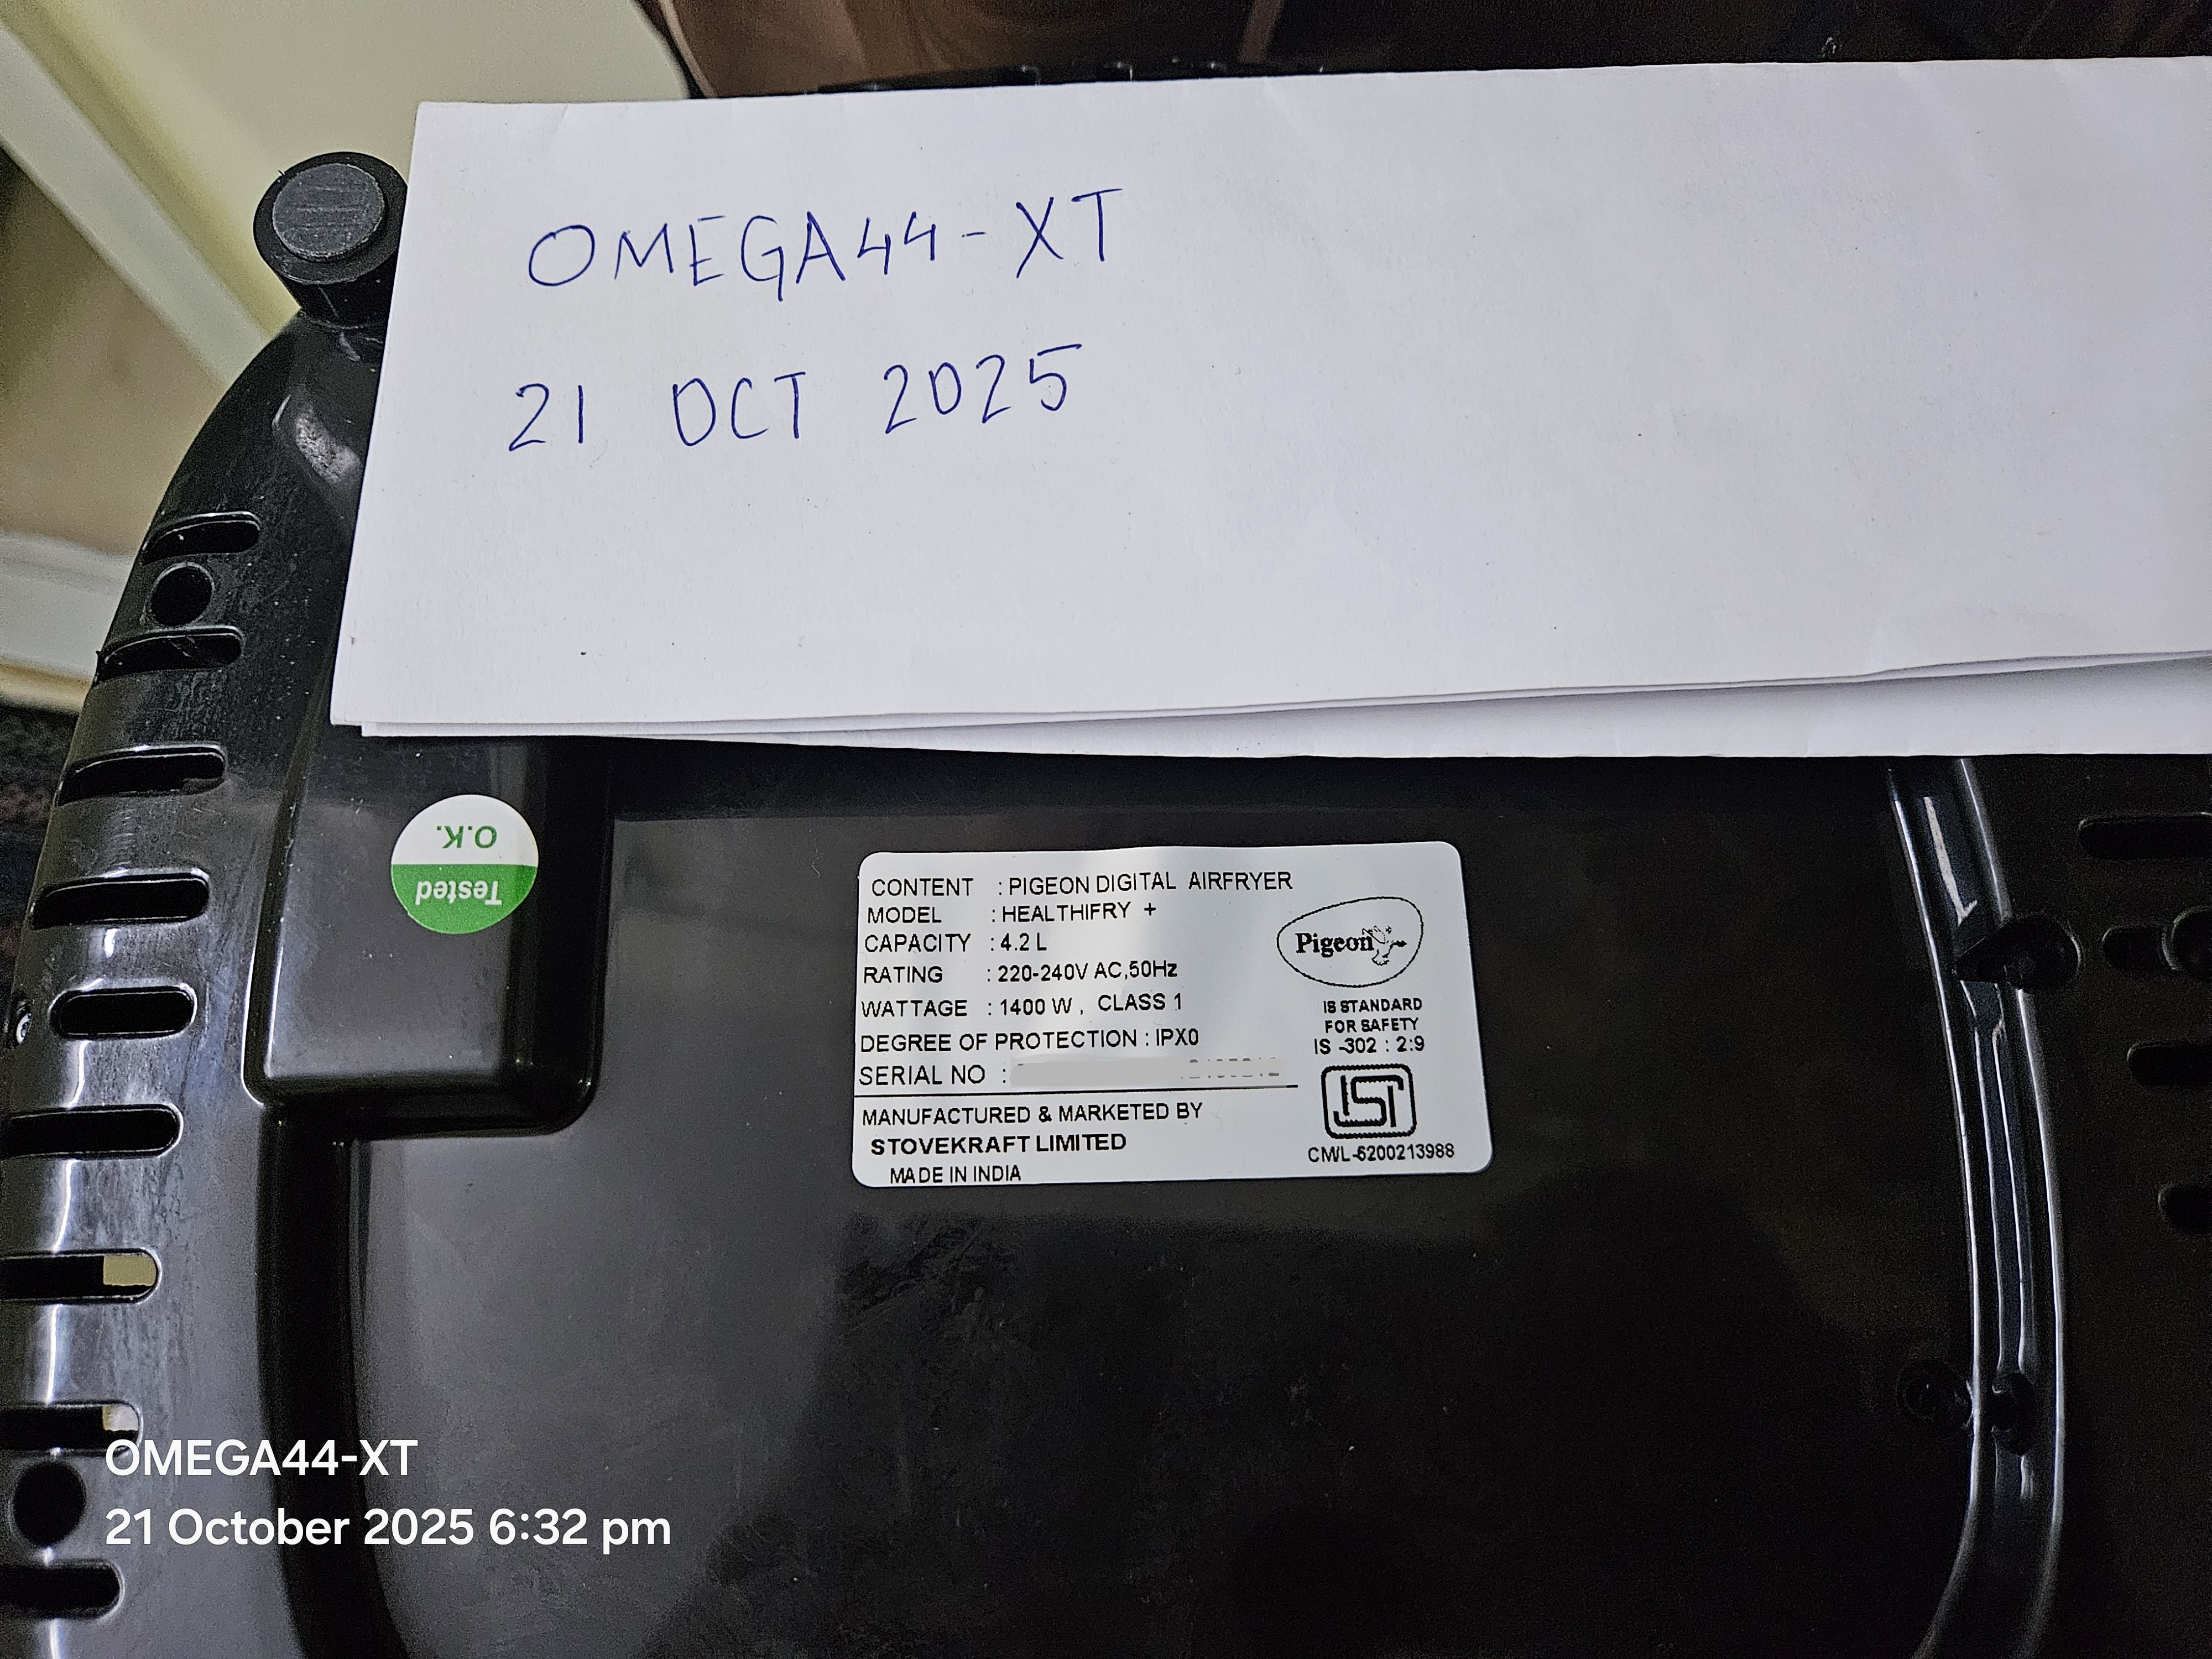 OMEGA44-XT
21 OCT 2025
O.K.
Tested
CONTENT : PIGEON DIGITAL AIRFRYER
MODEL : HEALTHIFRY +
CAPACITY : 4.2 L
RATING : 220-240V AC,50Hz
WATTAGE : 1400 W , CLASS 1
DEGREE OF PROTECTION : IPX0
SERIAL NO :
MANUFACTURED & MARKETED BY
STOVEKRAFT LIMITED
MADE IN INDIA
Pigeon
IS STANDARD
FOR SAFETY
IS -302 : 2:9
ISI
CM/L-6200213988
OMEGA44-XT
21 October 2025 6:32 pm